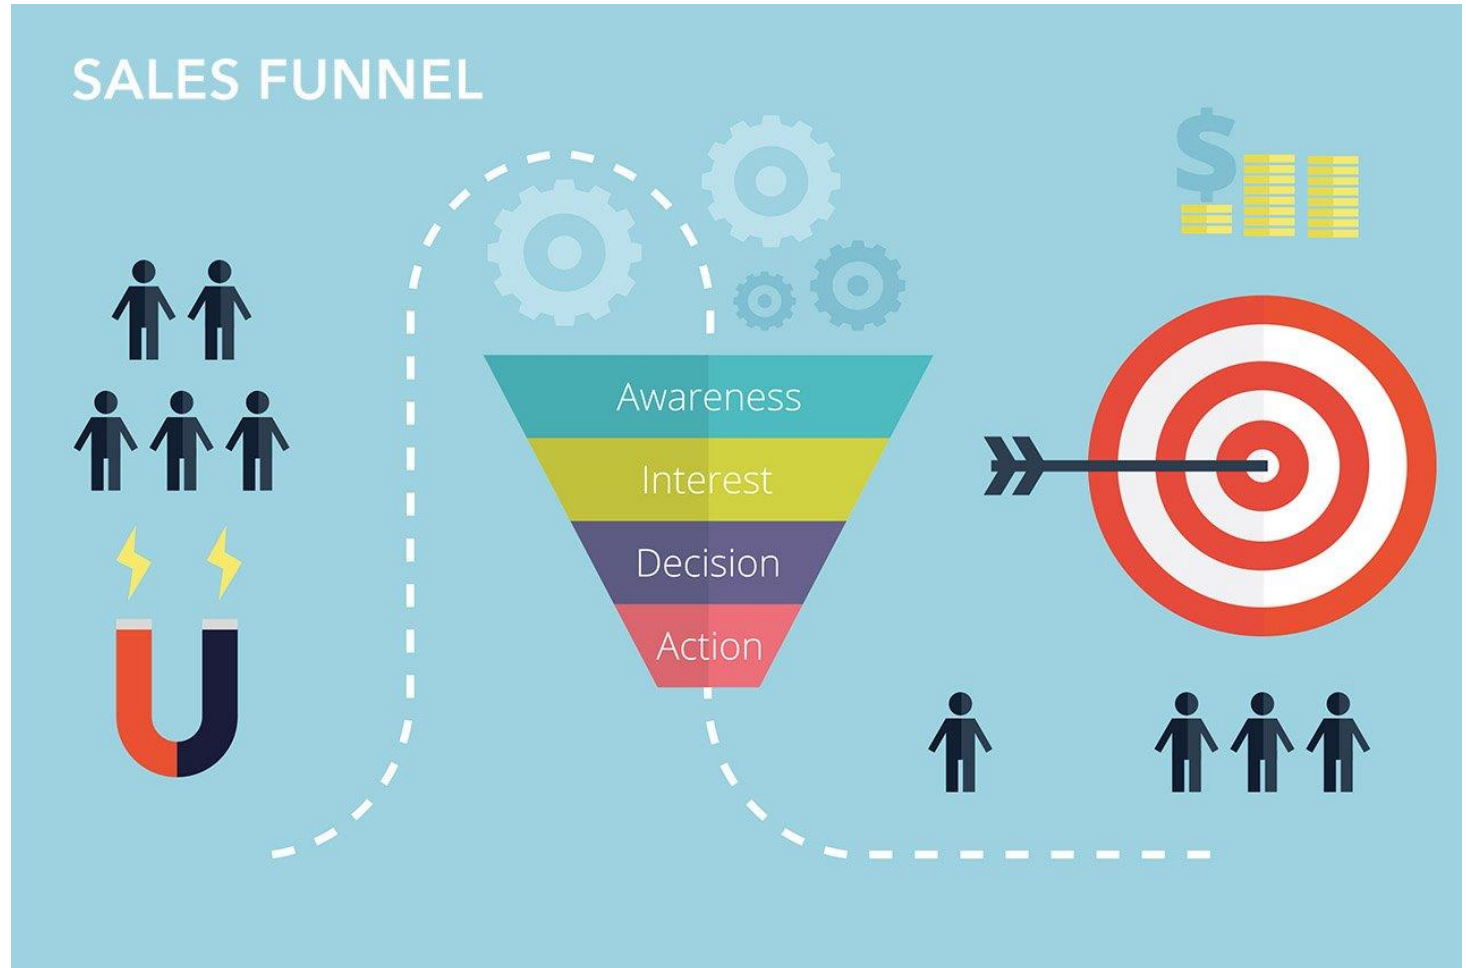 SALES FUNNEL
$
Awareness
Interest
Decision
Action